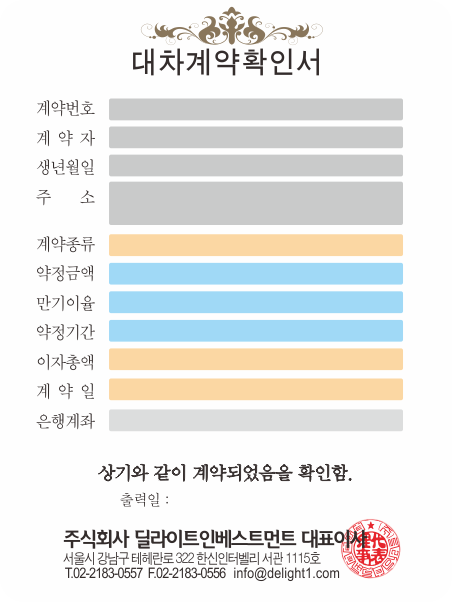 대차계약확인서
계약번호
계 약 자
생년월일
주 소
계약종류
약정금액
만기이율
약정기간
이자총액
계 약 일
은행계좌
상기와 같이 계약되었음을 확인함.
출력일 :
주식회사 딜라이트인베스트먼트 대표이사
서울시 강남구 테헤란로 322 한신인터벨리 서관 1115호
T.02-2183-0557 F.02-2183-0556 info@delight1.com